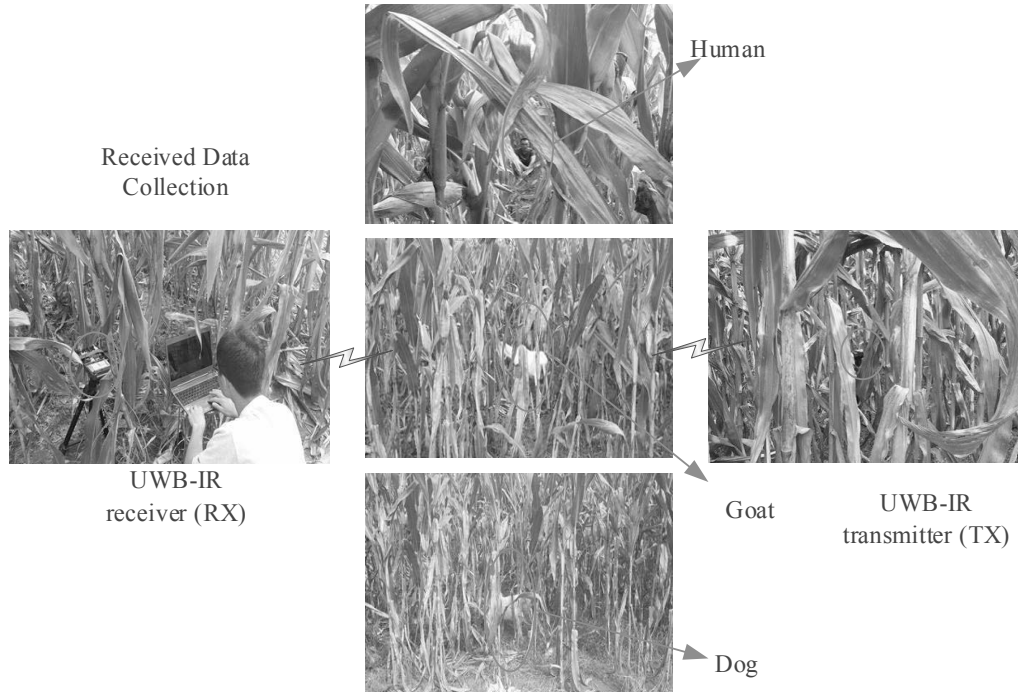 Human
Received Data
Collection
UWB-IR
receiver (RX)
Goat
UWB-IR
transmitter (TX)
Dog